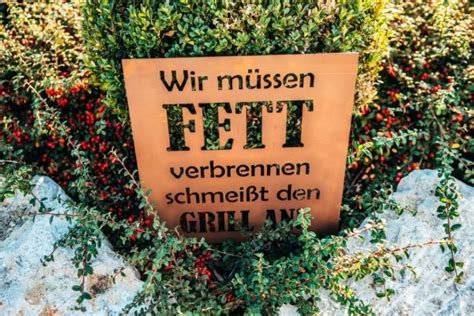 Wir müssen
FETT
verbrennen
schmeißt den
GRILL AN